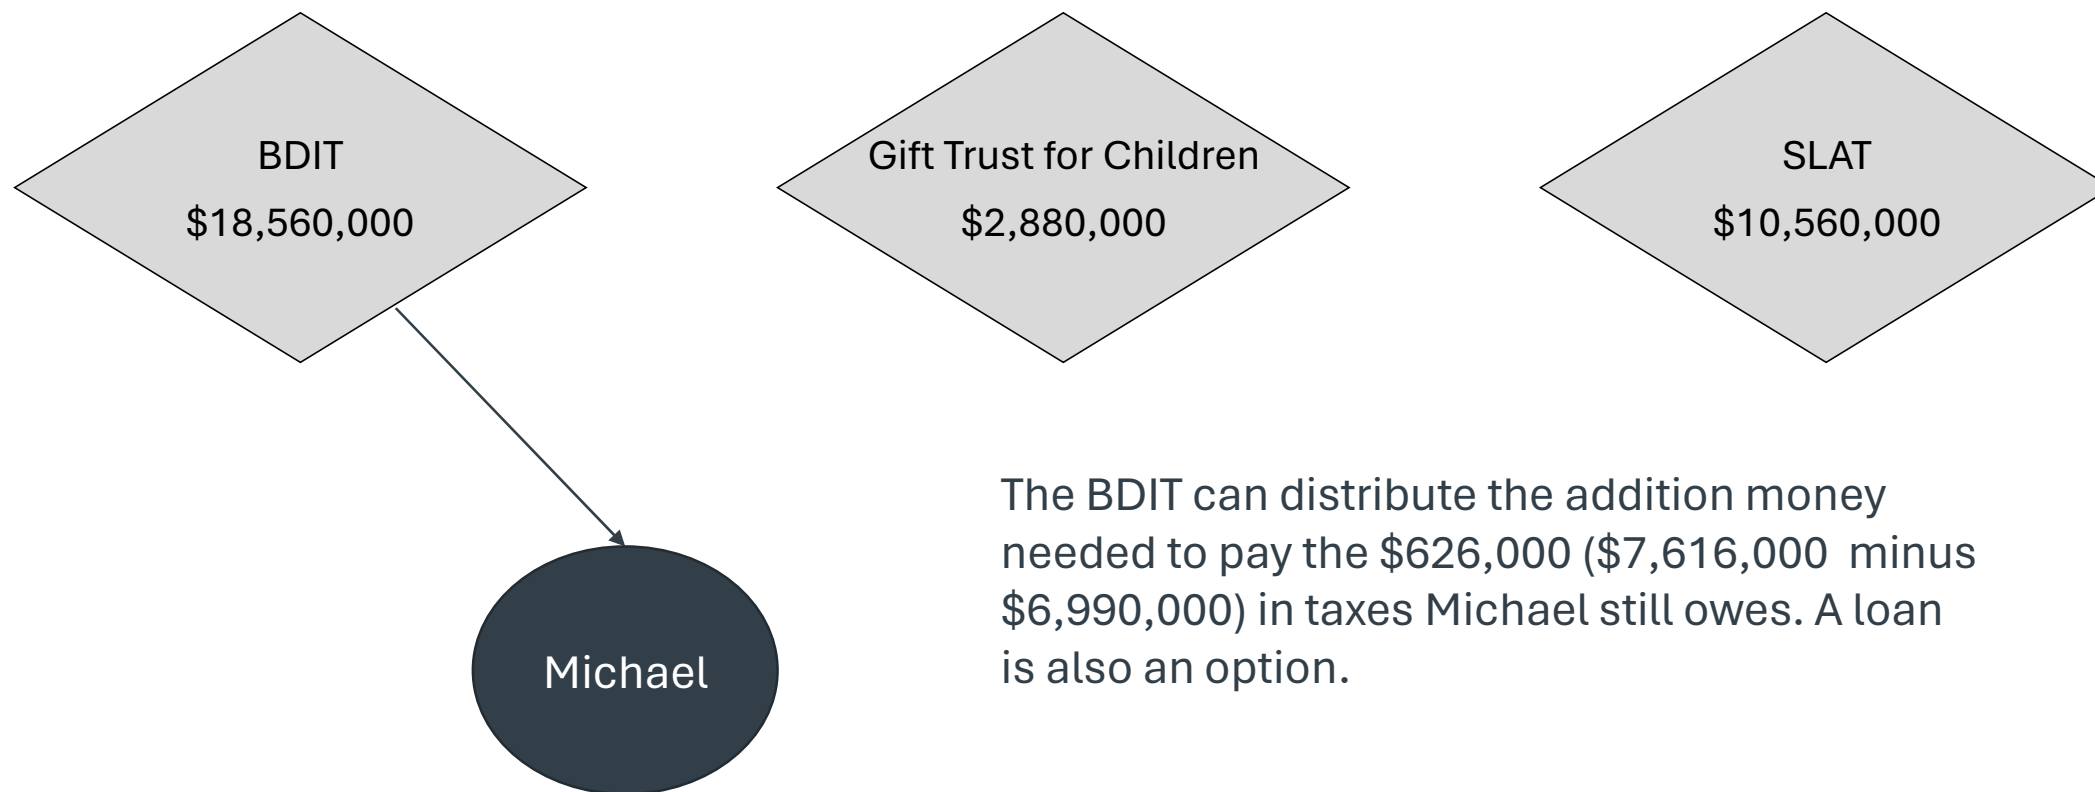 BDIT
$18,560,000
Gift Trust for Children
$2,880,000
SLAT
$10,560,000
The BDIT can distribute the addition money
needed to pay the $626,000 ($7,616,000  minus
$6,990,000) in taxes Michael still owes. A loan
is also an option.
Michael